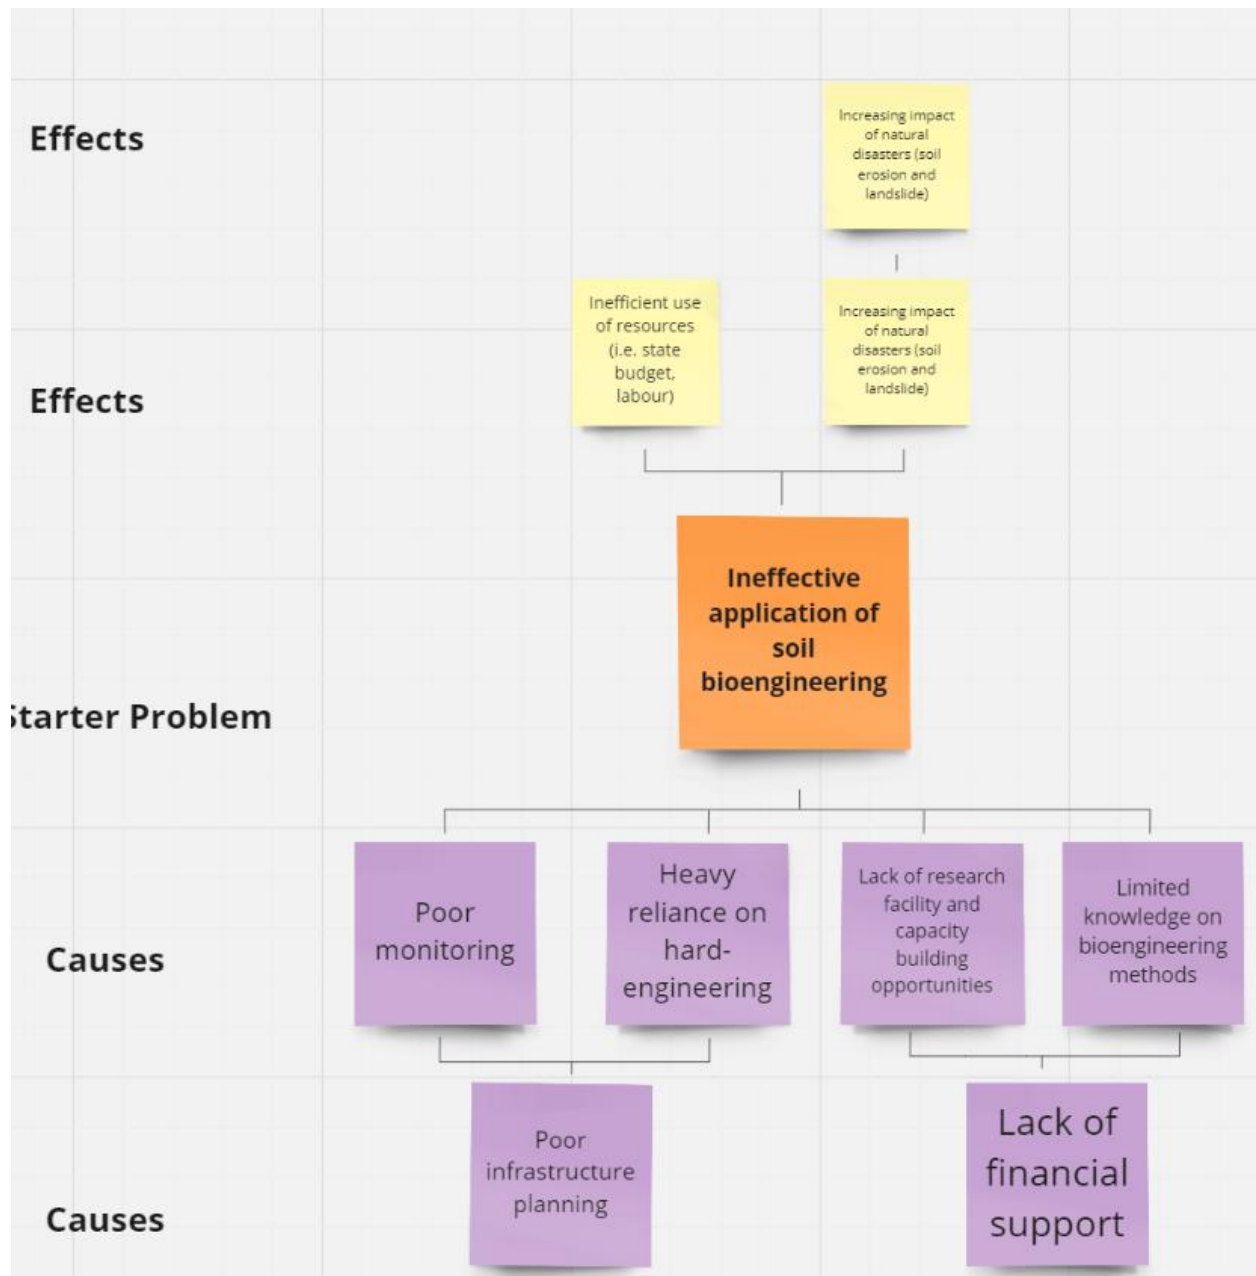 Effects
Increasing impact
of natural
disasters (soil
erosion and
landslide)
Effects
Inefficient use
of resources
(i.e. state
budget,
labour)
Increasing impact
of natural
disasters (soil
erosion and
landslide)
Starter Problem
Ineffective
application of
soil
bioengineering
Causes
Poor
monitoring
Heavy
reliance on
hard-
engineering
Lack of research
facility and
capacity
building
opportunities
Limited
knowledge on
bioengineering
methods
Causes
Poor
infrastructure
planning
Lack of
financial
support